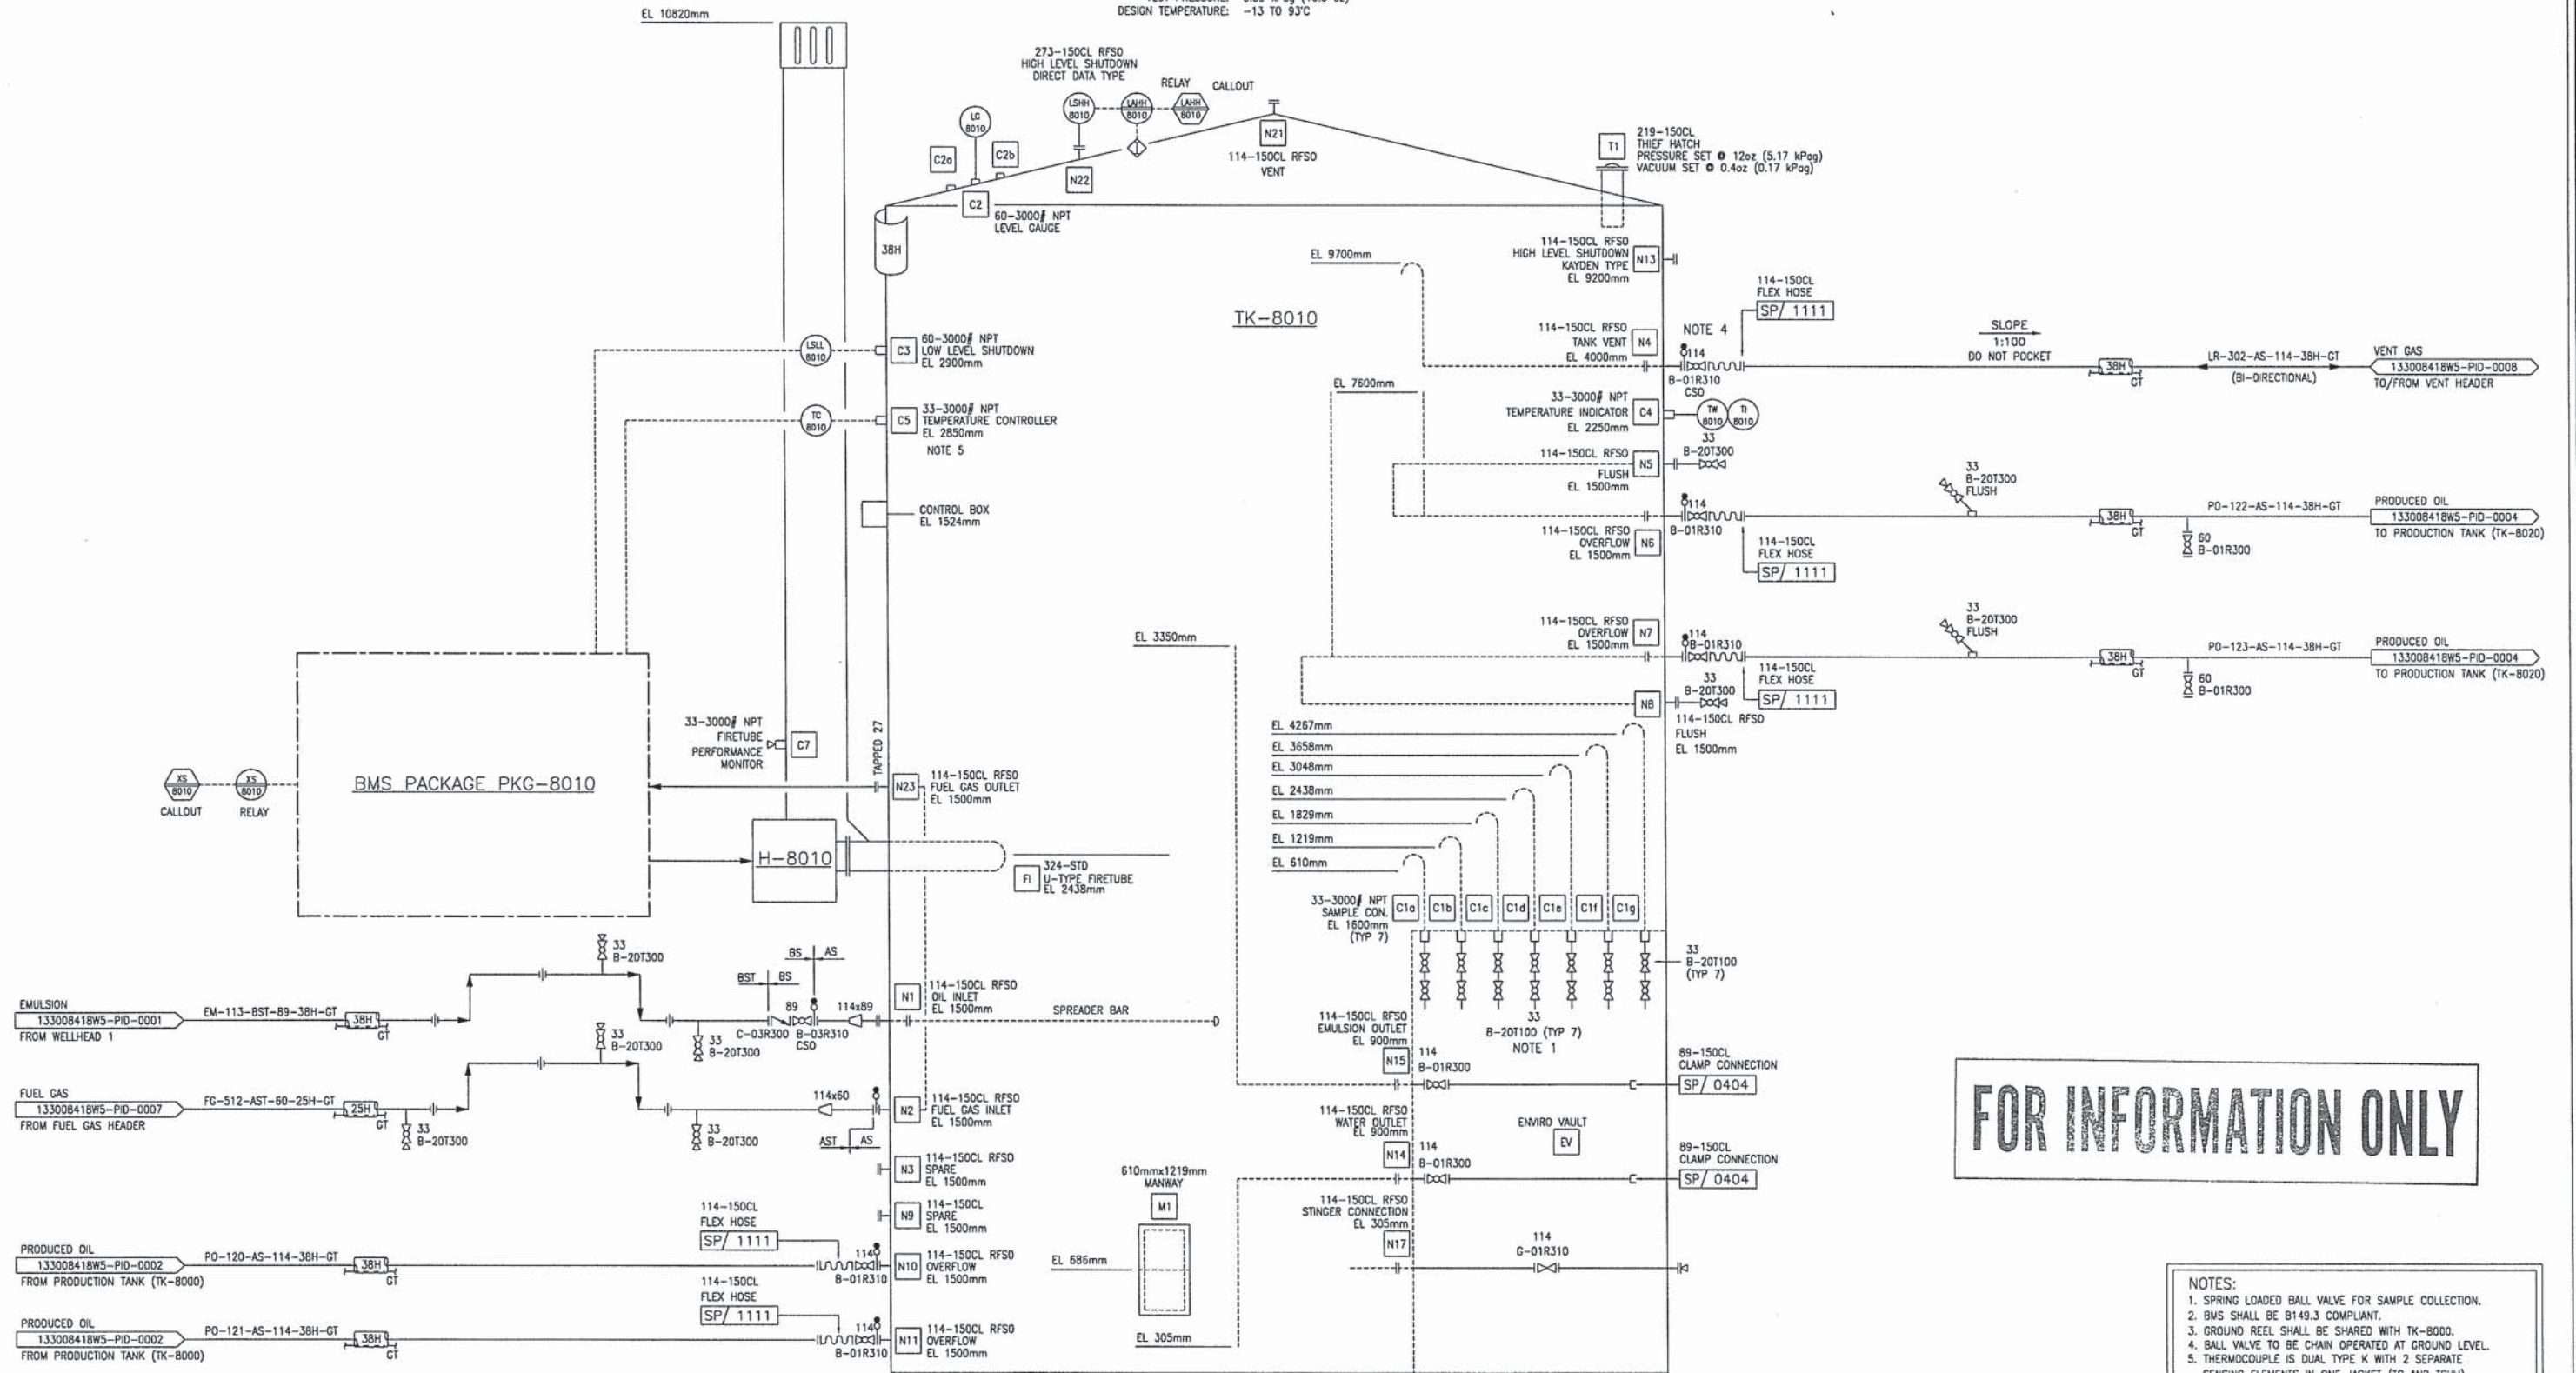 DESIGN TEMPERATURE: -13 TO 93°C
EL 10820mm
273-150CL RFSO
HIGH LEVEL SHUTDOWN
DIRECT DATA TYPE
RELAY
CALLOUT
LSHH
8010
LAHH
8010
LAHH
8010
LG
8010
C2a
C2b
N22
N21
114-150CL RFSO
VENT
C2
60-3000# NPT
LEVEL GAUGE
38H
T1
219-150CL
THIEF HATCH
PRESSURE SET @ 12oz (5.17 kPag)
VACUUM SET @ 0.4oz (0.17 kPag)
EL 9700mm
114-150CL RFSO
HIGH LEVEL SHUTDOWN
KAYDEN TYPE
EL 9200mm
N13
TK-8010
114-150CL
FLEX HOSE
SP/ 1111
NOTE 4
114-150CL RFSO
TANK VENT
EL 4000mm
N4
114
B-01R310
CSO
SLOPE
1:100
DO NOT POCKET
38H
GT
LR-302-AS-114-38H-GT
(BI-DIRECTIONAL)
VENT GAS
133008418W5-PID-0008
TO/FROM VENT HEADER
LSLL
8010
C3
60-3000# NPT
LOW LEVEL SHUTDOWN
EL 2900mm
TC
8010
C5
33-3000# NPT
TEMPERATURE CONTROLLER
EL 2850mm
NOTE 5
CONTROL BOX
EL 1524mm
EL 7600mm
33-3000# NPT
TEMPERATURE INDICATOR
EL 2250mm
C4
TW
8010
TI
8010
114-150CL RFSO
FLUSH
EL 1500mm
N5
33
B-20T300
114-150CL RFSO
OVERFLOW
EL 1500mm
N6
114
B-01R310
114-150CL
FLEX HOSE
SP/ 1111
33
B-20T300
FLUSH
38H
GT
PO-122-AS-114-38H-GT
60
B-01R300
PRODUCED OIL
133008418W5-PID-0004
TO PRODUCTION TANK (TK-8020)
EL 3350mm
114-150CL RFSO
OVERFLOW
EL 1500mm
N7
114
B-01R310
114-150CL
FLEX HOSE
SP/ 1111
33
B-20T300
FLUSH
38H
GT
PO-123-AS-114-38H-GT
60
B-01R300
PRODUCED OIL
133008418W5-PID-0004
TO PRODUCTION TANK (TK-8020)
N8
33
B-20T300
114-150CL RFSO
FLUSH
EL 1500mm
33-3000# NPT
FIRETUBE
PERFORMANCE
MONITOR
C7
TAPPED 27
XS
8010
CALLOUT
XS
8010
RELAY
BMS PACKAGE PKG-8010
N23
114-150CL RFSO
FUEL GAS OUTLET
EL 1500mm
H-8010
F1
324-STD
U-TYPE FIRETUBE
EL 2438mm
EL 4267mm
EL 3658mm
EL 3048mm
EL 2438mm
EL 1829mm
EL 1219mm
EL 610mm
33-3000# NPT
SAMPLE CON.
EL 1600mm
(TYP 7)
C1a
C1b
C1c
C1d
C1e
C1f
C1g
33
B-20T100
(TYP 7)
33
B-20T100 (TYP 7)
NOTE 1
EMULSION
133008418W5-PID-0001
FROM WELLHEAD 1
EM-113-BST-89-38H-GT
38H
GT
33
B-20T300
33
B-20T300
BST
BS
BS
AS
89
C-03R300
B-03R310
CSO
114x89
N1
114-150CL RFSO
OIL INLET
EL 1500mm
SPREADER BAR
FUEL GAS
133008418W5-PID-0007
FROM FUEL GAS HEADER
FG-512-AST-60-25H-GT
25H
GT
33
B-20T300
33
B-20T300
33
B-20T300
114x60
AST
AS
N2
114-150CL RFSO
FUEL GAS INLET
EL 1500mm
N3
114-150CL RFSO
SPARE
EL 1500mm
N9
114-150CL
SPARE
EL 1500mm
114-150CL RFSO
EMULSION OUTLET
EL 900mm
N15
114
B-01R300
89-150CL
CLAMP CONNECTION
SP/ 0404
114-150CL RFSO
WATER OUTLET
EL 900mm
N14
114
B-01R300
ENVIRO VAULT
EV
89-150CL
CLAMP CONNECTION
SP/ 0404
114-150CL RFSO
STINGER CONNECTION
EL 305mm
N17
114
G-01R310
610mmx1219mm
MANWAY
M1
EL 686mm
EL 305mm
PRODUCED OIL
133008418W5-PID-0002
FROM PRODUCTION TANK (TK-8000)
PO-120-AS-114-38H-GT
38H
GT
114-150CL
FLEX HOSE
SP/ 1111
114
B-01R310
N10
114-150CL RFSO
OVERFLOW
EL 1500mm
PRODUCED OIL
133008418W5-PID-0002
FROM PRODUCTION TANK (TK-8000)
PO-121-AS-114-38H-GT
38H
GT
114-150CL
FLEX HOSE
SP/ 1111
114
B-01R310
N11
114-150CL RFSO
OVERFLOW
EL 1500mm
FOR INFORMATION ONLY
NOTES:
1. SPRING LOADED BALL VALVE FOR SAMPLE COLLECTION.
2. BMS SHALL BE B149.3 COMPLIANT.
3. GROUND REEL SHALL BE SHARED WITH TK-8000.
4. BALL VALVE TO BE CHAIN OPERATED AT GROUND LEVEL.
5. THERMOCOUPLE IS DUAL TYPE K WITH 2 SEPARATE